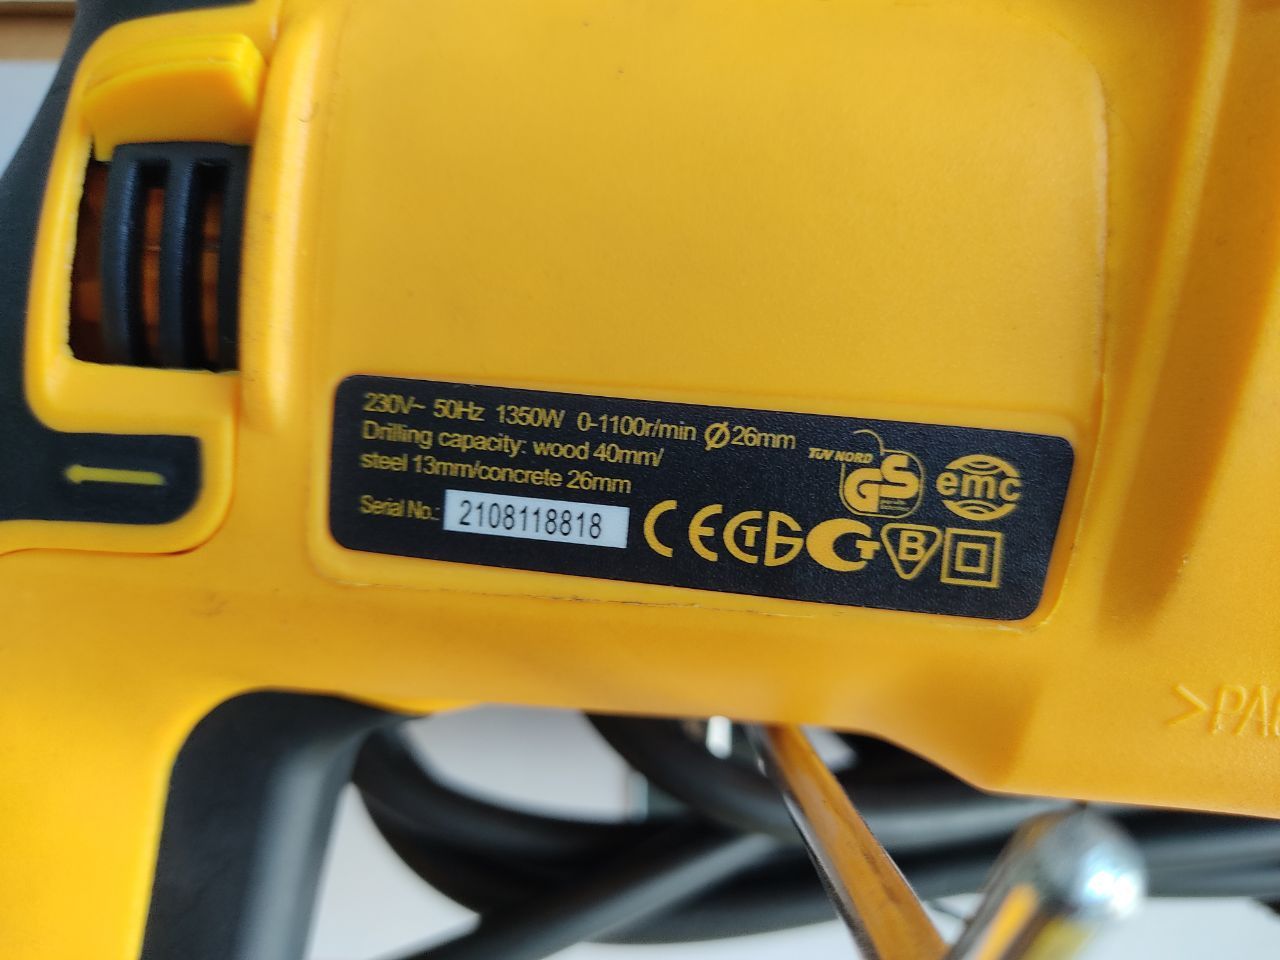 230V~ 50Hz 1350W 0-1100r/min Ø26mm
Drilling capacity: wood 40mm/
steel 13mm/concrete 26mm
Serial No.: 2108118818
TÜV NORD
GS
emc
CE
B
>PA